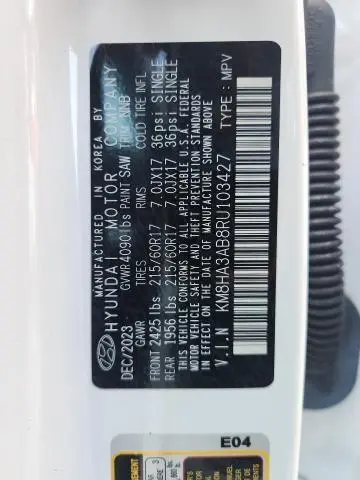 MANUFACTURED IN KOREA BY
HYUNDAI MOTOR COMPANY
DEC/2023 GVWR 4090 lbs PAINT SAW TRIM NNB
GAWR TIRES RIMS COLD TIRE INFL
FRONT 2425 lbs 215/60R17 7.0JX17 36psi SINGLE
REAR 1956 lbs 215/60R17 7.0JX17 36psi SINGLE
THIS VEHICLE CONFORMS TO ALL APPLICABLE U.S.A. FEDERAL
MOTOR VEHICLE SAFETY, BUMPER, AND THEFT PREVENTION STANDARDS
IN EFFECT ON THE DATE OF MANUFACTURE SHOWN ABOVE
V.I.N KM8HA3AB8RU103427 TYPE: MPV
E04